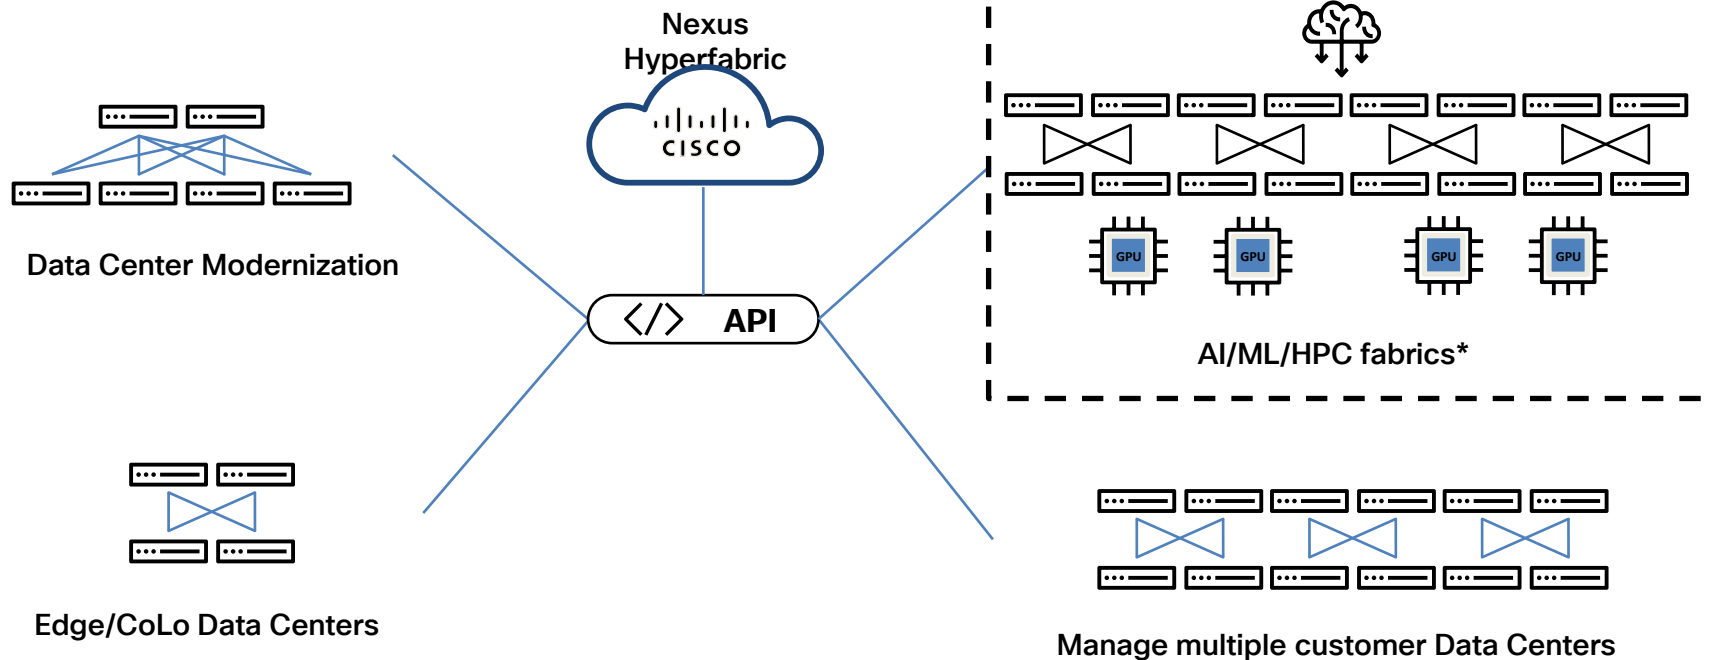 Nexus
Hyperfabric
CISCO
Data Center Modernization
</> API
GPU GPU GPU GPU
AI/ML/HPC fabrics*
Edge/CoLo Data Centers
Manage multiple customer Data Centers